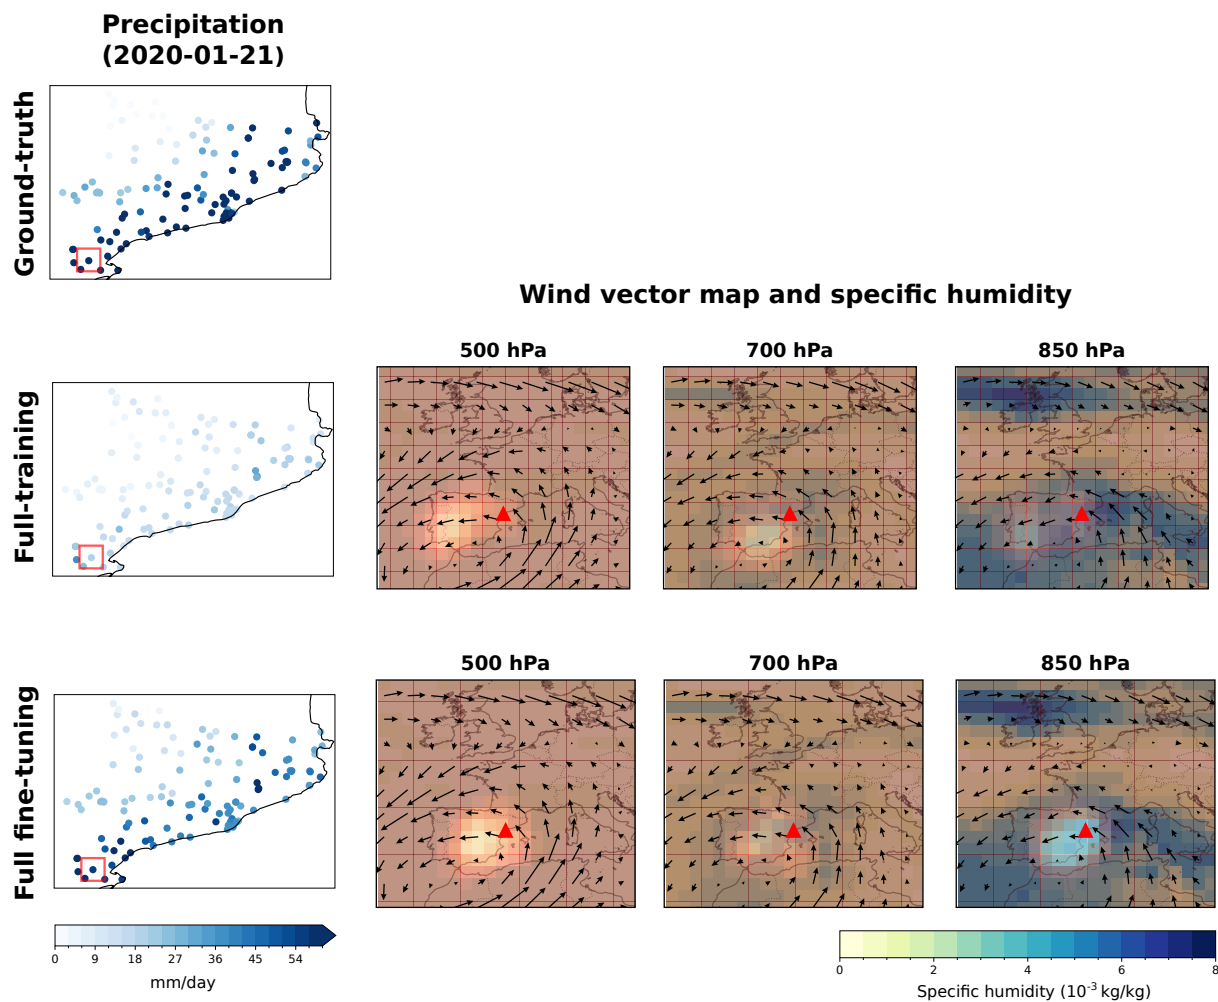 Precipitation
(2020-01-21)
Ground-truth
Wind vector map and specific humidity
Full-training
500 hPa
700 hPa
850 hPa
Full fine-tuning
500 hPa
700 hPa
850 hPa
0 9 18 27 36 45 54
mm/day
0 2 4 6 8
Specific humidity (10⁻³ kg/kg)